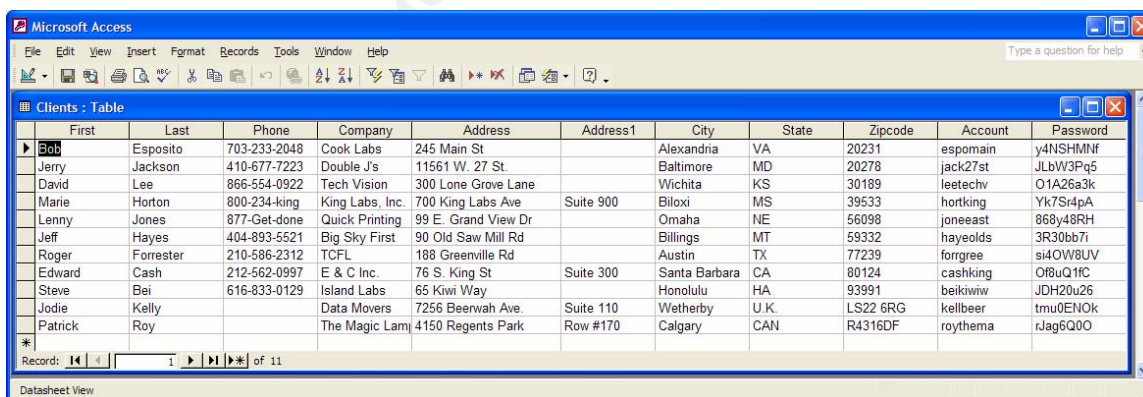 Microsoft Access
File Edit View Insert Format Records Tools Window Help Type a question for help
Clients : Table
First Last Phone Company Address Address1 City State Zipcode Account Password
Bob Esposito 703-233-2048 Cook Labs 245 Main St Alexandria VA 20231 espomain y4NSHMNf
Jerry Jackson 410-677-7223 Double J's 11561 W. 27 St. Baltimore MD 20278 jack27st JLbW3Pq5
David Lee 866-554-0922 Tech Vision 300 Lone Grove Lane Wichita KS 30189 leetechv O1A26a3k
Marie Horton 800-234-king King Labs, Inc. 700 King Labs Ave Suite 900 Biloxi MS 39533 hortking Yk7Sr4pA
Lenny Jones 877-Get-done Quick Printing 99 E. Grand View Dr Omaha NE 56098 joneeast 868y48RH
Jeff Hayes 404-893-5521 Big Sky First 90 Old Saw Mill Rd Billings MT 59332 hayeolds 3R30bb7i
Roger Forrester 210-586-2312 TCFL 188 Greenville Rd Austin TX 77239 forrgree si4OW8UV
Edward Cash 212-562-0997 E & C Inc. 76 S. King St Suite 300 Santa Barbara CA 80124 cashking Of8uQ1fC
Steve Bei 616-833-0129 Island Labs 65 Kiwi Way Honolulu HA 93991 beikiwiw JDH20u26
Jodie Kelly Data Movers 7256 Beerwah Ave. Suite 110 Wetherby U.K. LS22 6RG kellbeer tmu0ENOk
Patrick Roy The Magic Lam 4150 Regents Park Row #170 Calgary CAN R4316DF roythema rJag6Q0O
Record: 1 of 11
Datasheet View